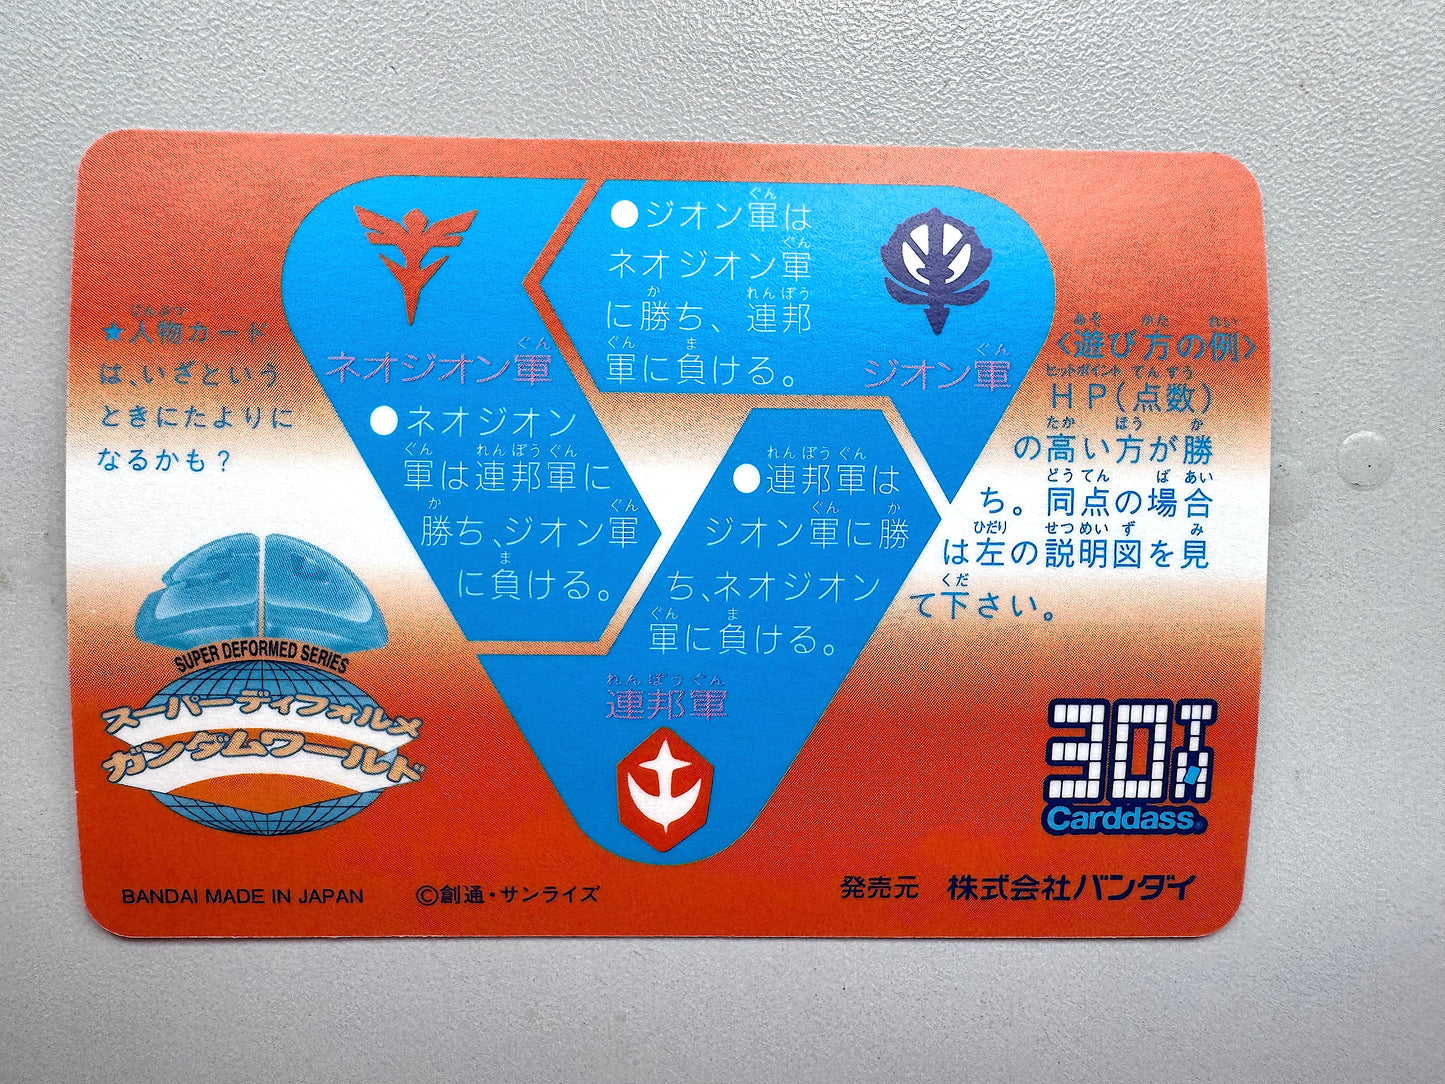 ●ジオン軍は
ネオジオン軍
に勝ち、連邦
軍に負ける。
ネオジオン軍
ジオン軍
●ネオジオン
軍は連邦軍に
勝ち、ジオン軍
に負ける。
●連邦軍は
ジオン軍に勝
ち、ネオジオン
軍に負ける。
連邦軍
★人物カード
は、いざという
ときにたよりに
なるかも？
〈遊び方の例〉
HP(点数)
の高い方が勝
ち。同点の場合
は左の説明図を見
て下さい。
SUPER DEFORMED SERIES
スーパーディフォルメ
ガンダムワールド
30TH
Carddass®
BANDAI MADE IN JAPAN
©創通・サンライズ
発売元 株式会社バンダイ